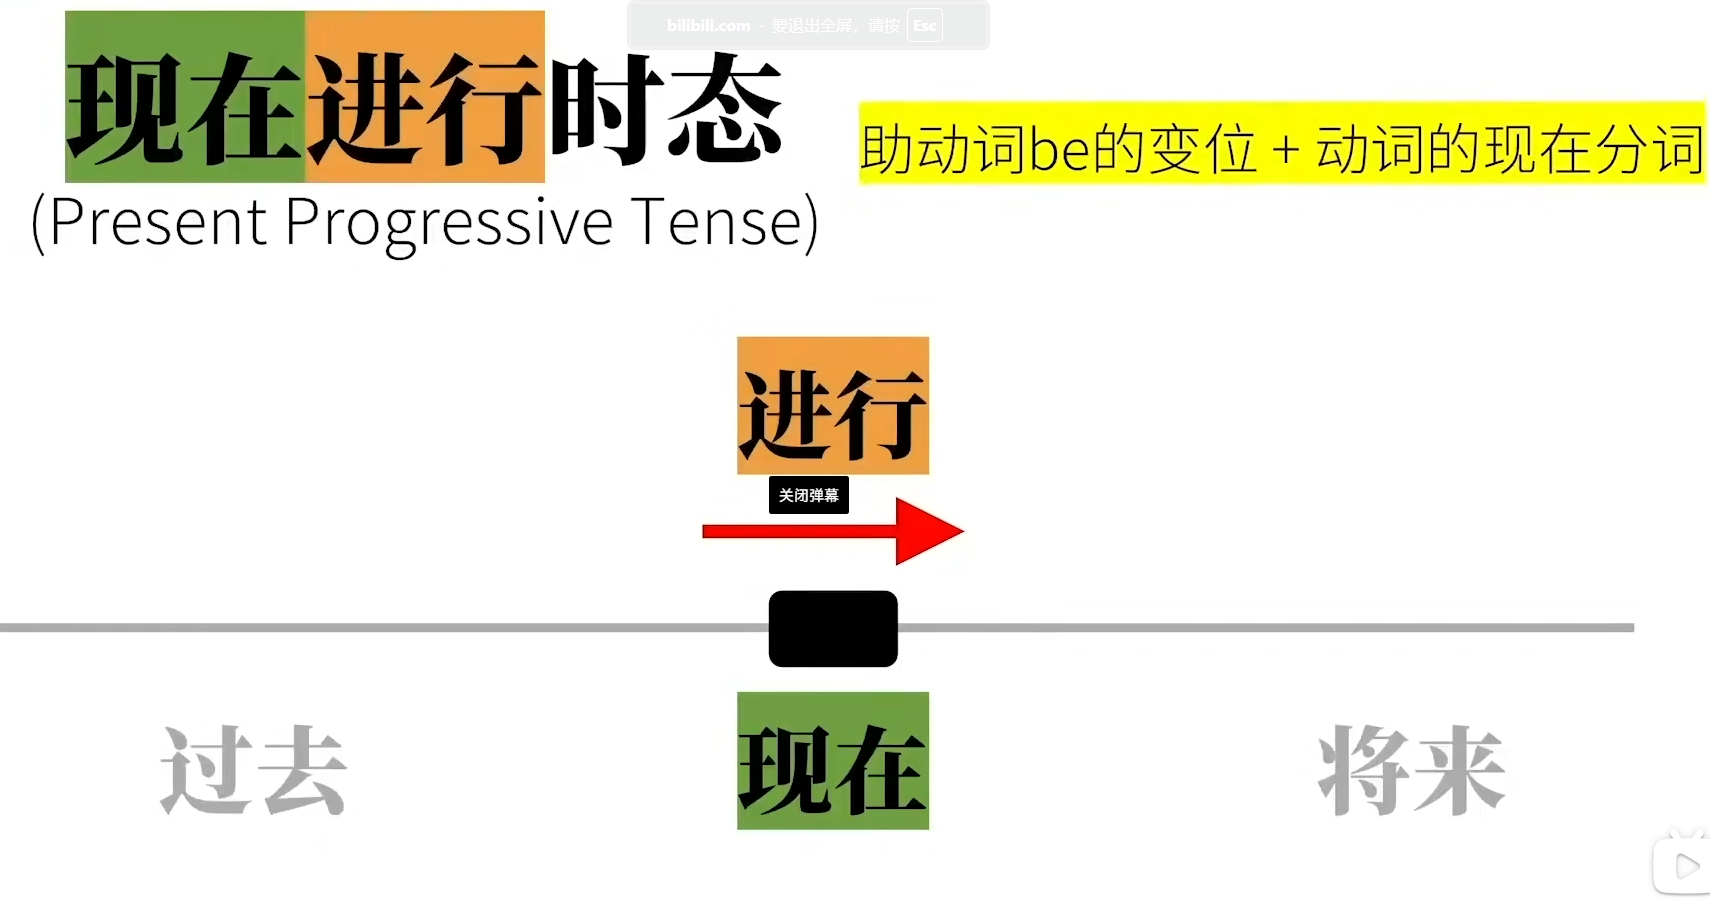 bilibili.com - 要退出全屏，请按 Esc
现在进行时态
助动词be的变位 + 动词的现在分词
(Present Progressive Tense)
进行
关闭弹幕
现在
过去
将来